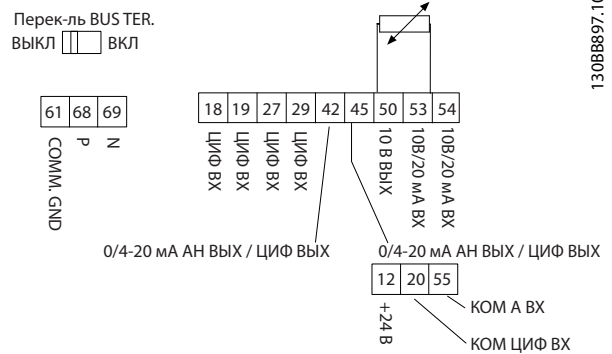 Перек-ль BUS TER.
ВЫКЛ ВКЛ
61 68 69
COMM. GND
P
N
18 19 27 29 42 45 50 53 54
ЦИФ ВХ
ЦИФ ВХ
ЦИФ ВХ
ЦИФ ВХ
10 В ВЫХ
10В/20 мА ВХ
10В/20 мА ВХ
0/4-20 мА АН ВЫХ / ЦИФ ВЫХ
0/4-20 мА АН ВЫХ / ЦИФ ВЫХ
12 20 55
+24 В
КОМ А ВХ
КОМ ЦИФ ВХ